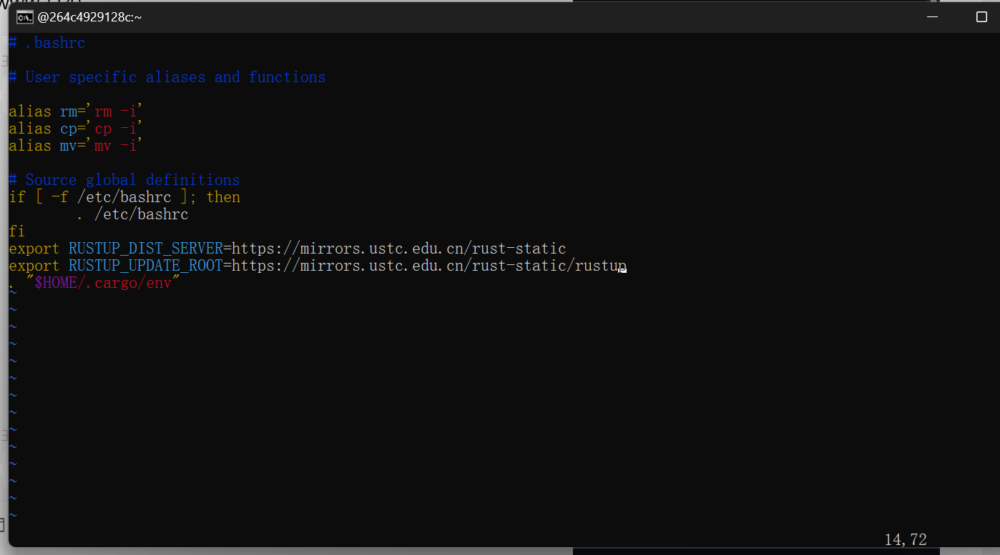 @264c4929128c:~
# .bashrc
# User specific aliases and functions
alias rm='rm -i'
alias cp='cp -i'
alias mv='mv -i'
# Source global definitions
if [ -f /etc/bashrc ]; then
        . /etc/bashrc
fi
export RUSTUP_DIST_SERVER=https://mirrors.ustc.edu.cn/rust-static
export RUSTUP_UPDATE_ROOT=https://mirrors.ustc.edu.cn/rust-static/rustup
. "$HOME/.cargo/env"
~
~
~
~
~
~
~
~
~
~
~
~
~
~
14,72